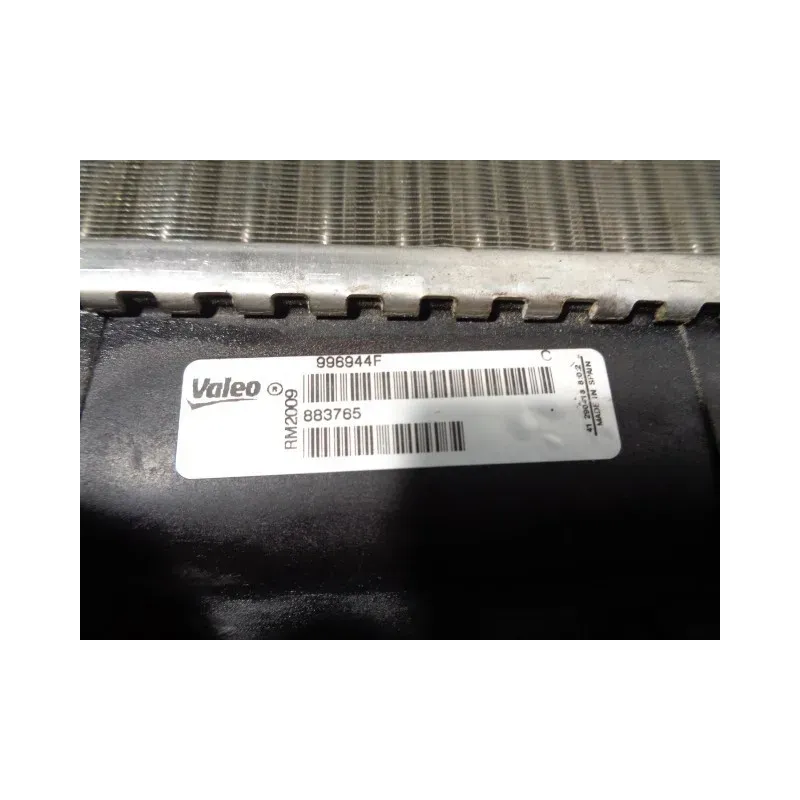 996944F
Valeo ®
RM2009
883765
MADE IN SPAIN